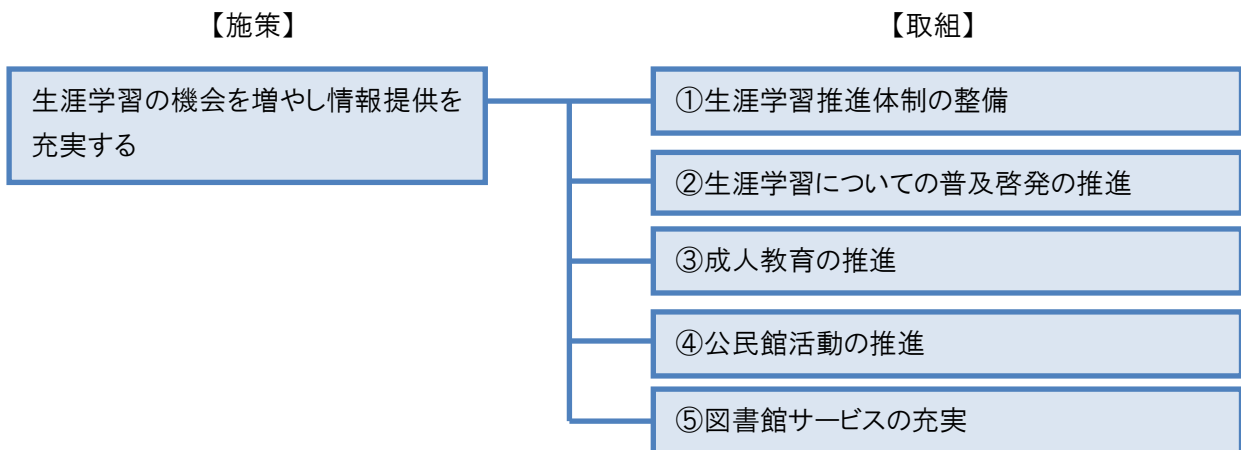 【施策】
【取組】
生涯学習の機会を増やし情報提供を
充実する
①生涯学習推進体制の整備
②生涯学習についての普及啓発の推進
③成人教育の推進
④公民館活動の推進
⑤図書館サービスの充実